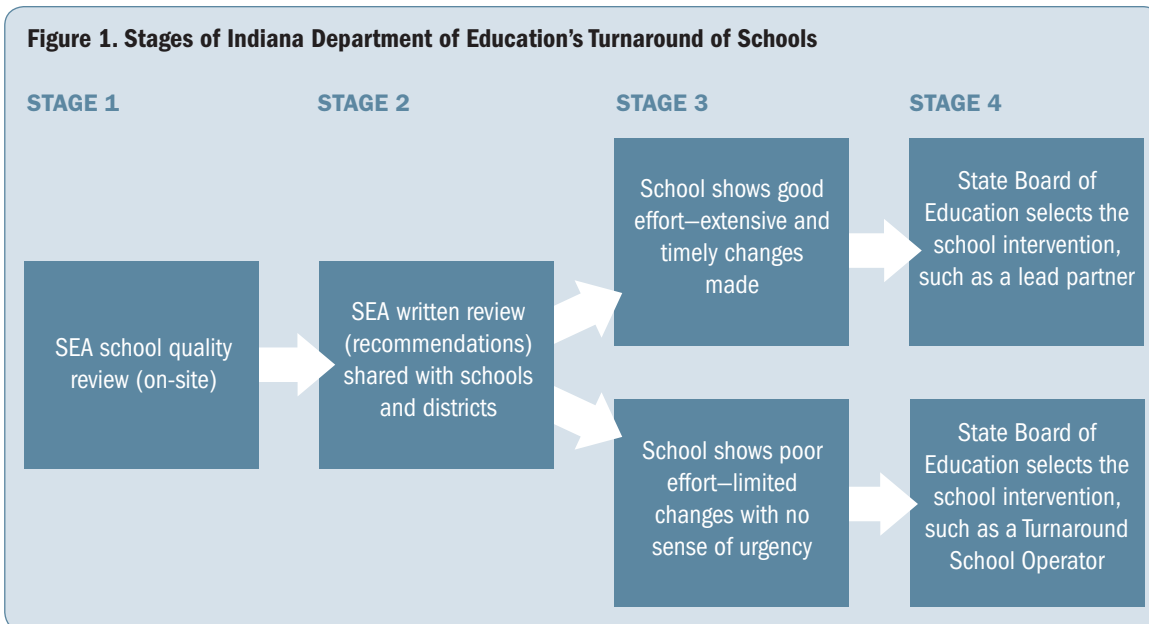 Figure 1. Stages of Indiana Department of Education's Turnaround of Schools
STAGE 1
STAGE 2
STAGE 3
STAGE 4
SEA school quality
review (on-site)
SEA written review
(recommendations)
shared with schools
and districts
School shows good
effort—extensive and
timely changes
made
State Board of
Education selects the
school intervention,
such as a lead partner
School shows poor
effort—limited
changes with no
sense of urgency
State Board of
Education selects the
school intervention,
such as a Turnaround
School Operator